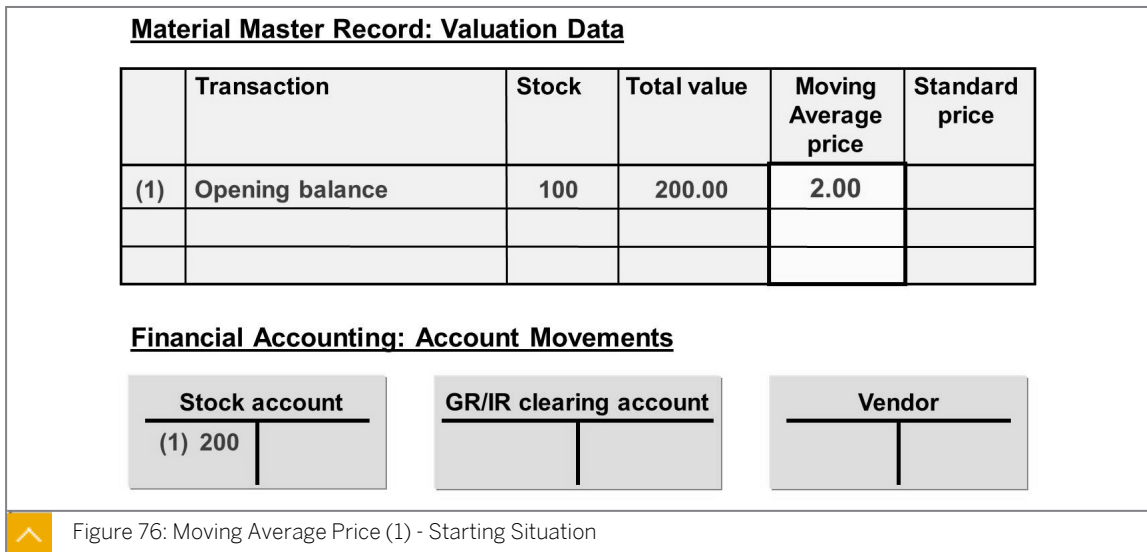 Material Master Record: Valuation Data
Transaction Stock Total value Moving Standard
Average price
price
(1) Opening balance 100 200.00 2.00
Financial Accounting: Account Movements
Stock account GR/IR clearing account Vendor
(1) 200
Figure 76: Moving Average Price (1) - Starting Situation